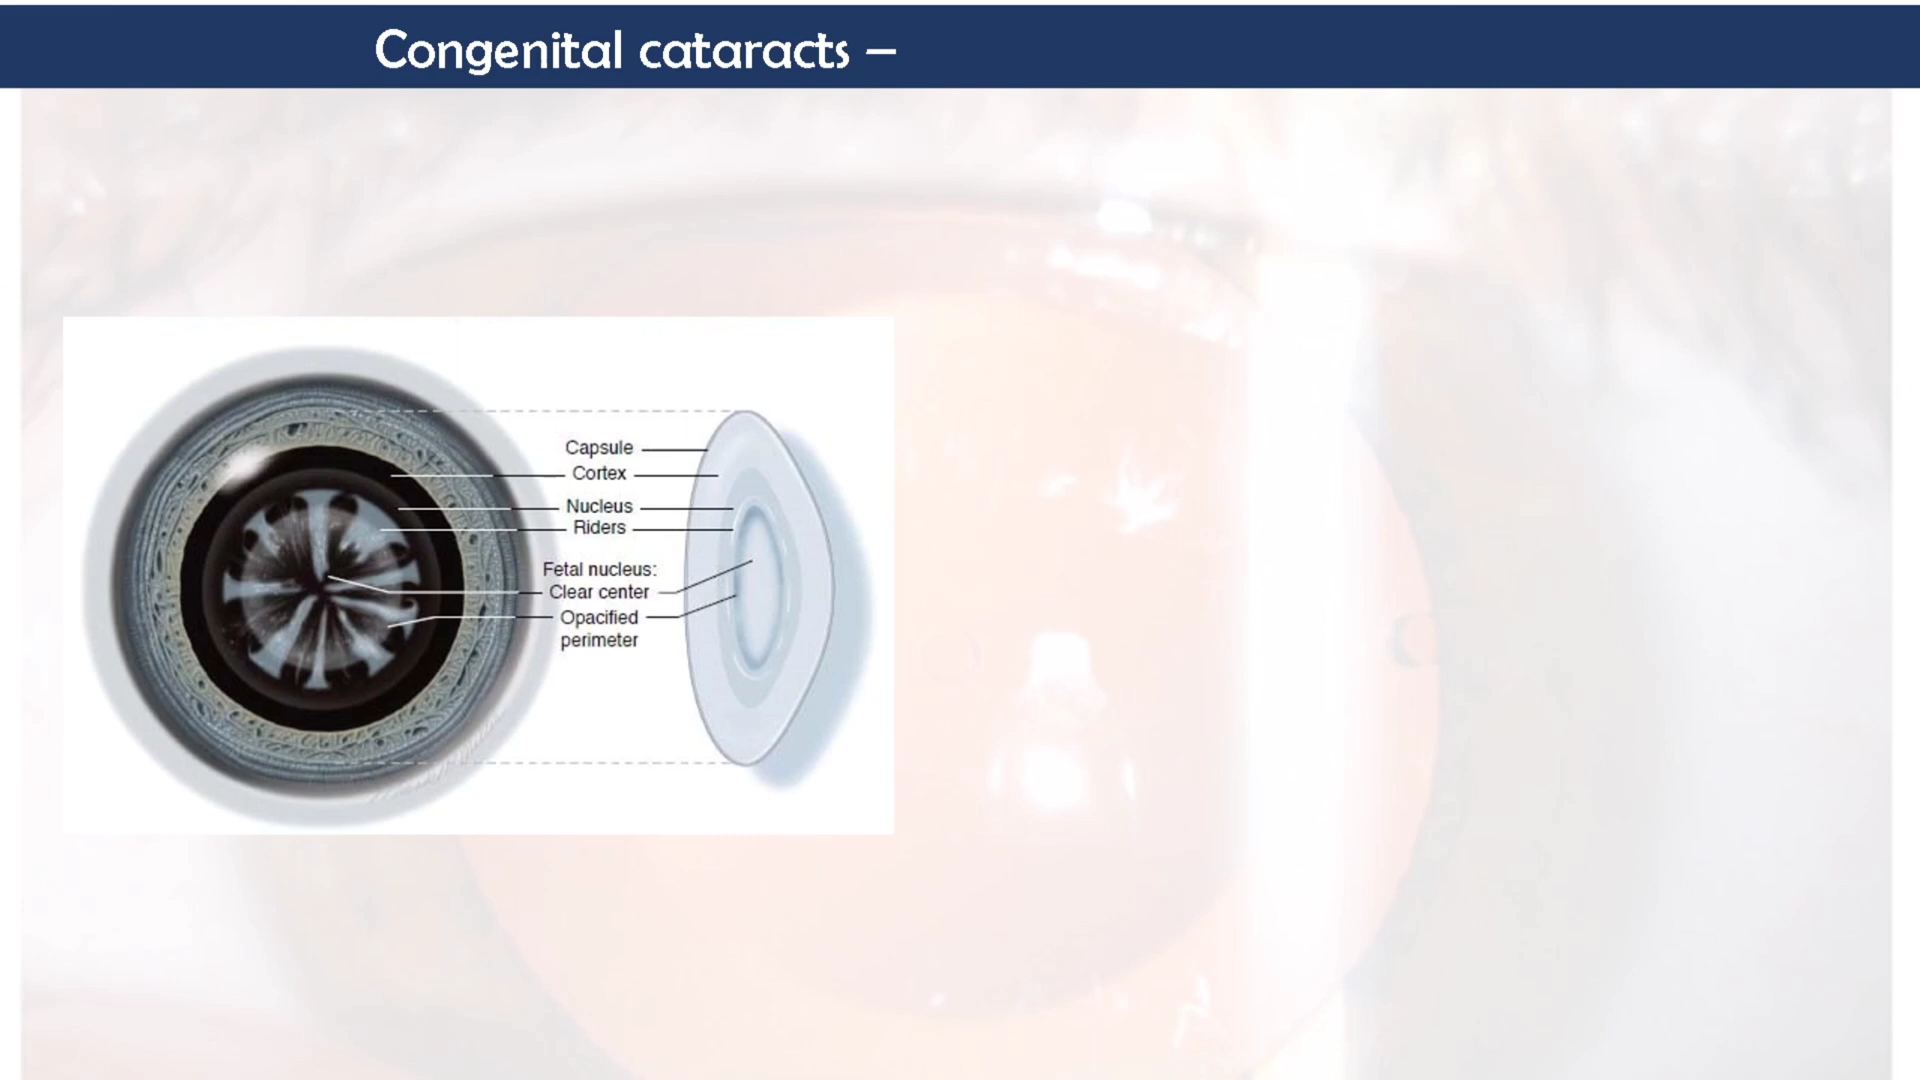 Congenital cataracts –
Capsule
Cortex
Nucleus
Riders
Fetal nucleus:
Clear center
Opacified
perimeter